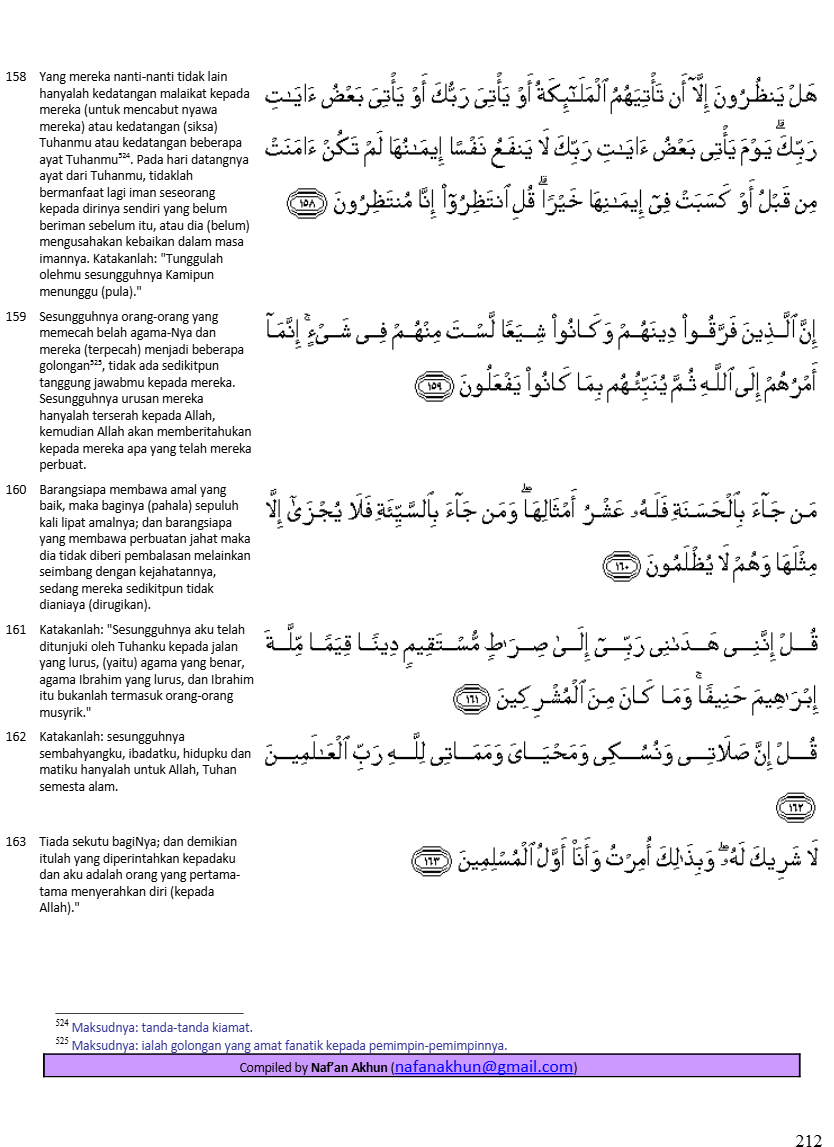 158 Yang mereka nanti-nanti tidak lain
hanyalah kedatangan malaikat kepada
mereka (untuk mencabut nyawa
mereka) atau kedatangan (siksa)
Tuhanmu atau kedatangan beberapa
ayat Tuhanmu524. Pada hari datangnya
ayat dari Tuhanmu, tidaklah
bermanfaat lagi iman seseorang
kepada dirinya sendiri yang belum
beriman sebelum itu, atau dia (belum)
mengusahakan kebaikan dalam masa
imannya. Katakanlah: "Tunggulah
olehmu sesungguhnya Kamipun
menunggu (pula)."
هَلْ يَنظُرُونَ إِلَّآ أَن تَأْتِيَهُمُ ٱلْمَلَـٰٓئِكَةُ أَوْ يَأْتِىَ رَبُّكَ أَوْ يَأْتِىَ بَعْضُ ءَايَـٰتِ
رَبِّكَ ۗ يَوْمَ يَأْتِى بَعْضُ ءَايَـٰتِ رَبِّكَ لَا يَنفَعُ نَفْسًا إِيمَـٰنُهَا لَمْ تَكُنْ ءَامَنَتْ
مِن قَبْلُ أَوْ كَسَبَتْ فِىٓ إِيمَـٰنِهَا خَيْرًا ۗ قُلِ ٱنتَظِرُوٓا۟ إِنَّا مُنتَظِرُونَ ١٥٨
159 Sesungguhnya orang-orang yang
memecah belah agama-Nya dan
mereka (terpecah) menjadi beberapa
golongan525, tidak ada sedikitpun
tanggung jawabmu kepada mereka.
Sesungguhnya urusan mereka
hanyalah terserah kepada Allah,
kemudian Allah akan memberitahukan
kepada mereka apa yang telah mereka
perbuat.
إِنَّ ٱلَّذِينَ فَرَّقُوا۟ دِينَهُمْ وَكَانُوا۟ شِيَعًا لَّسْتَ مِنْهُمْ فِى شَىْءٍ ۚ إِنَّمَآ
أَمْرُهُمْ إِلَى ٱللَّهِ ثُمَّ يُنَبِّئُهُم بِمَا كَانُوا۟ يَفْعَلُونَ ١٥٩
160 Barangsiapa membawa amal yang
baik, maka baginya (pahala) sepuluh
kali lipat amalnya; dan barangsiapa
yang membawa perbuatan jahat maka
dia tidak diberi pembalasan melainkan
seimbang dengan kejahatannya,
sedang mereka sedikitpun tidak
dianiaya (dirugikan).
مَن جَآءَ بِٱلْحَسَنَةِ فَلَهُۥ عَشْرُ أَمْثَالِهَا ۖ وَمَن جَآءَ بِٱلسَّيِّئَةِ فَلَا يُجْزَىٰٓ إِلَّا
مِثْلَهَا وَهُمْ لَا يُظْلَمُونَ ١٦٠
161 Katakanlah: "Sesungguhnya aku telah
ditunjuki oleh Tuhanku kepada jalan
yang lurus, (yaitu) agama yang benar,
agama Ibrahim yang lurus, dan Ibrahim
itu bukanlah termasuk orang-orang
musyrik."
قُلْ إِنَّنِى هَدَىٰنِى رَبِّىٓ إِلَىٰ صِرَٰطٍ مُّسْتَقِيمٍ دِينًا قِيَمًا مِّلَّةَ
إِبْرَٰهِيمَ حَنِيفًا ۚ وَمَا كَانَ مِنَ ٱلْمُشْرِكِينَ ١٦١
162 Katakanlah: sesungguhnya
sembahyangku, ibadatku, hidupku dan
matiku hanyalah untuk Allah, Tuhan
semesta alam.
قُلْ إِنَّ صَلَاتِى وَنُسُكِى وَمَحْيَاىَ وَمَمَاتِى لِلَّهِ رَبِّ ٱلْعَـٰلَمِينَ
١٦٢
163 Tiada sekutu bagiNya; dan demikian
itulah yang diperintahkan kepadaku
dan aku adalah orang yang pertama-
tama menyerahkan diri (kepada
Allah)."
لَا شَرِيكَ لَهُۥ ۖ وَبِذَٰلِكَ أُمِرْتُ وَأَنَا۠ أَوَّلُ ٱلْمُسْلِمِينَ ١٦٣
524 Maksudnya: tanda-tanda kiamat.
525 Maksudnya: ialah golongan yang amat fanatik kepada pemimpin-pemimpinnya.
Compiled by Naf'an Akhun (nafanakhun@gmail.com)
212